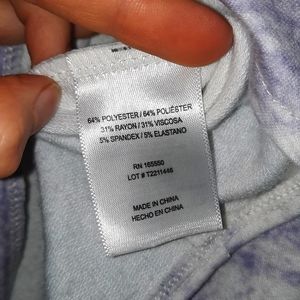 64% POLYESTER / 64% POLIÉSTER
31% RAYON / 31% VISCOSA
5% SPANDEX / 5% ELASTANO
RN 165550
LOT # T2211446
MADE IN CHINA
HECHO EN CHINA